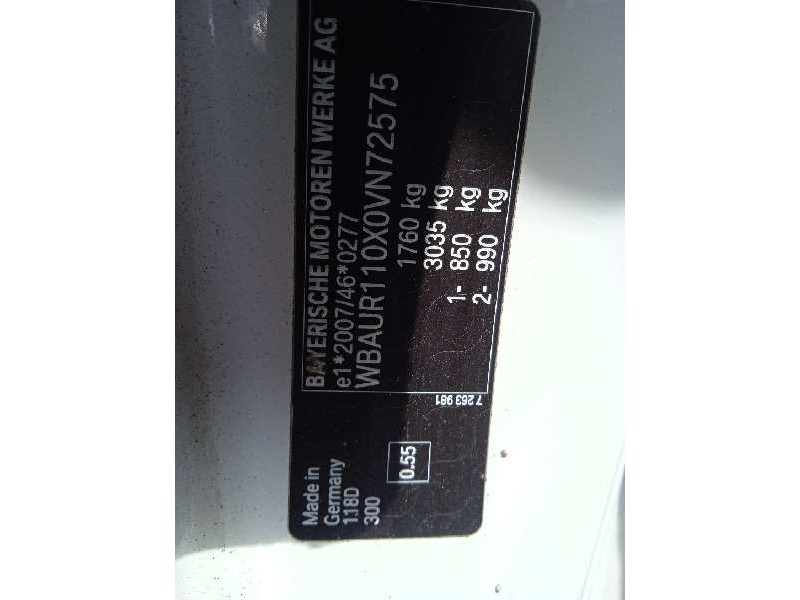 BAYERISCHE MOTOREN WERKE AG
e1*2007/46*0277
WBAUR110X0VN72575
1760 kg
3035 kg
1- 850 kg
2- 990 kg
7 263 981
Made in
Germany
118D
300
0.55